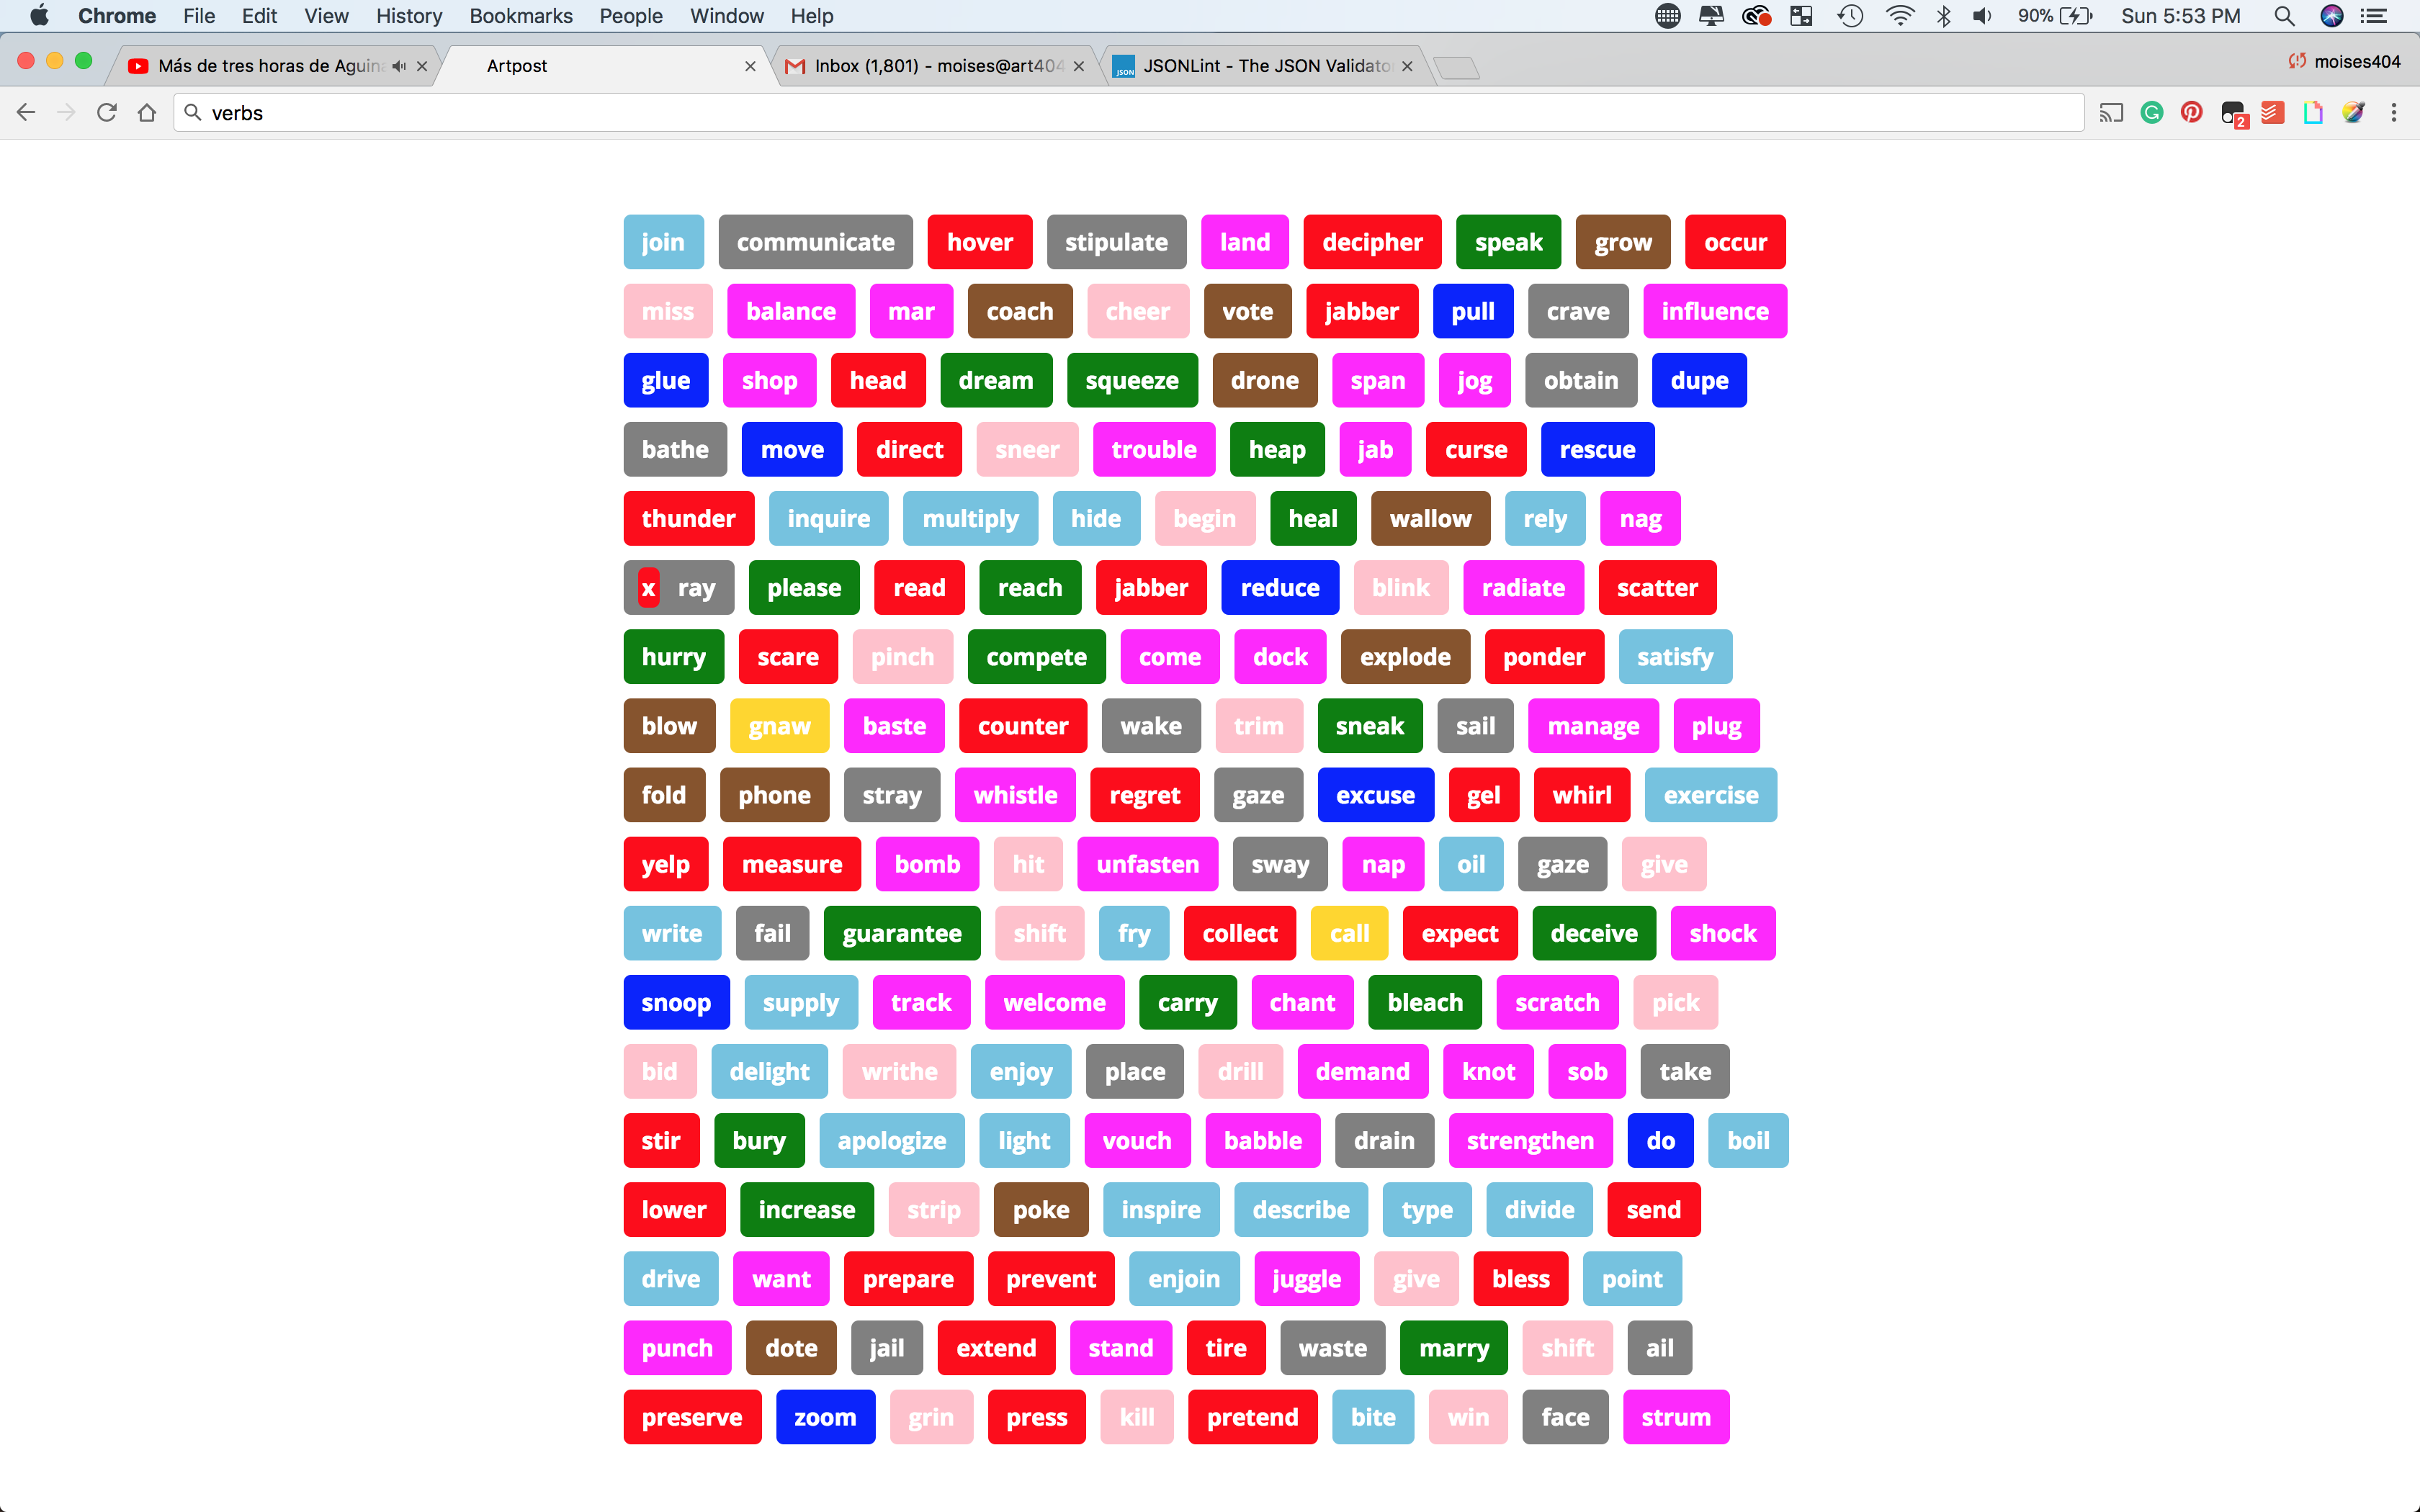 Chrome File Edit View History Bookmarks People Window Help 90% Sun 5:53 PM
Más de tres horas de Aguina Artpost Inbox (1,801) - moises@art404 JSON JSONLint - The JSON Validator moises404
verbs 2
join communicate hover stipulate land decipher speak grow occur
miss balance mar coach cheer vote jabber pull crave influence
glue shop head dream squeeze drone span jog obtain dupe
bathe move direct sneer trouble heap jab curse rescue
thunder inquire multiply hide begin heal wallow rely nag
x ray please read reach jabber reduce blink radiate scatter
hurry scare pinch compete come dock explode ponder satisfy
blow gnaw baste counter wake trim sneak sail manage plug
fold phone stray whistle regret gaze excuse gel whirl exercise
yelp measure bomb hit unfasten sway nap oil gaze give
write fail guarantee shift fry collect call expect deceive shock
snoop supply track welcome carry chant bleach scratch pick
bid delight writhe enjoy place drill demand knot sob take
stir bury apologize light vouch babble drain strengthen do boil
lower increase strip poke inspire describe type divide send
drive want prepare prevent enjoin juggle give bless point
punch dote jail extend stand tire waste marry shift ail
preserve zoom grin press kill pretend bite win face strum